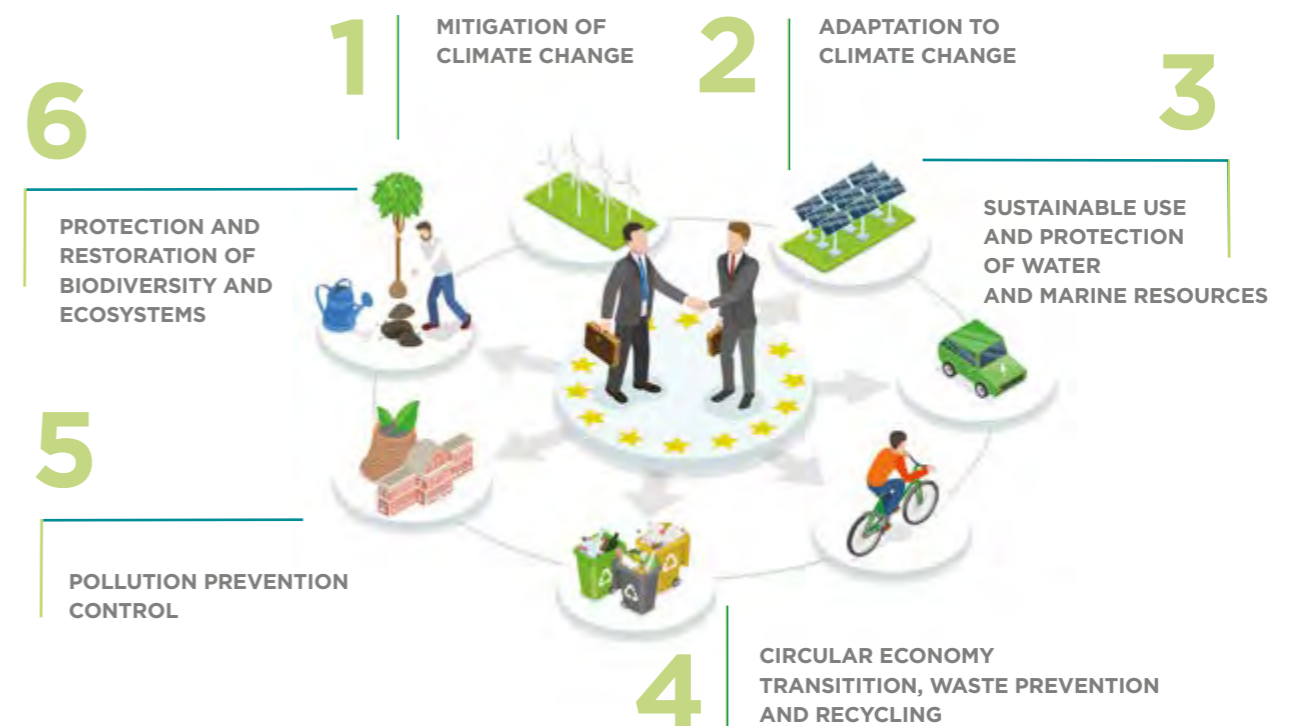 1
MITIGATION OF
CLIMATE CHANGE
2
ADAPTATION TO
CLIMATE CHANGE
3
SUSTAINABLE USE
AND PROTECTION
OF WATER
AND MARINE RESOURCES
4
CIRCULAR ECONOMY
TRANSITITION, WASTE PREVENTION
AND RECYCLING
5
POLLUTION PREVENTION
CONTROL
6
PROTECTION AND
RESTORATION OF
BIODIVERSITY AND
ECOSYSTEMS